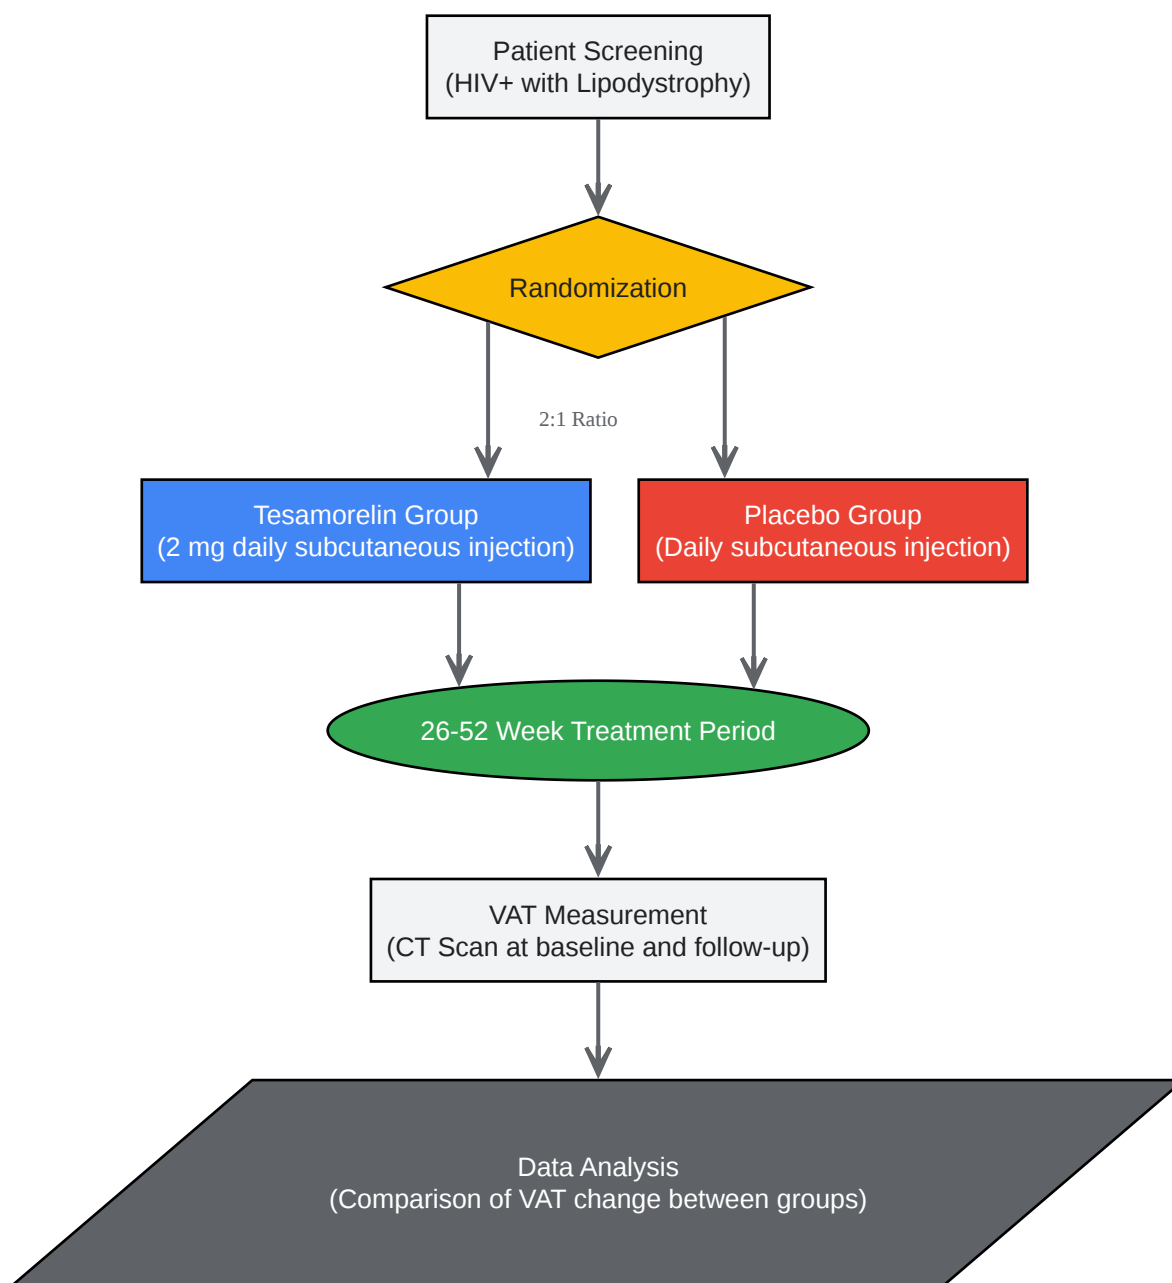 Patient Screening
(HIV+ with Lipodystrophy)
Randomization
2:1 Ratio
Tesamorelin Group
(2 mg daily subcutaneous injection)
Placebo Group
(Daily subcutaneous injection)
26-52 Week Treatment Period
VAT Measurement
(CT Scan at baseline and follow-up)
Data Analysis
(Comparison of VAT change between groups)